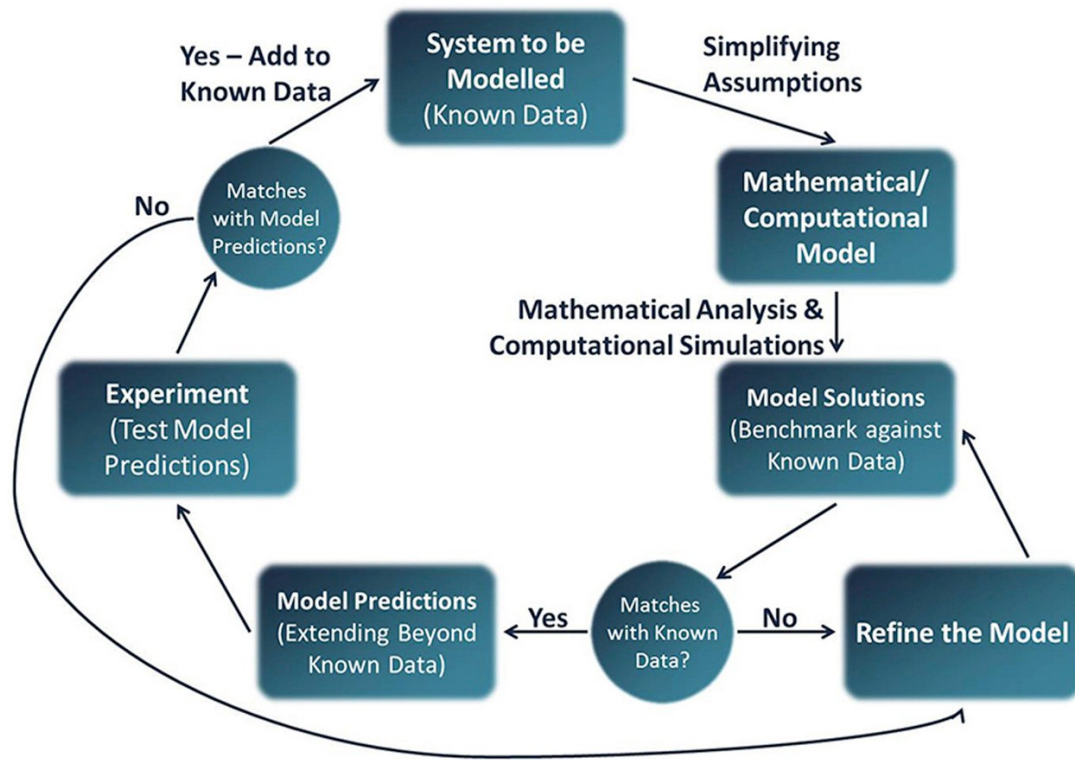 System to be
Modelled
(Known Data)
Simplifying
Assumptions
Mathematical/
Computational
Model
Mathematical Analysis &
Computational Simulations
Model Solutions
(Benchmark against
Known Data)
Matches
with Known
Data?
No
Refine the Model
Yes
Model Predictions
(Extending Beyond
Known Data)
Experiment
(Test Model
Predictions)
Matches
with Model
Predictions?
No
Yes – Add to
Known Data